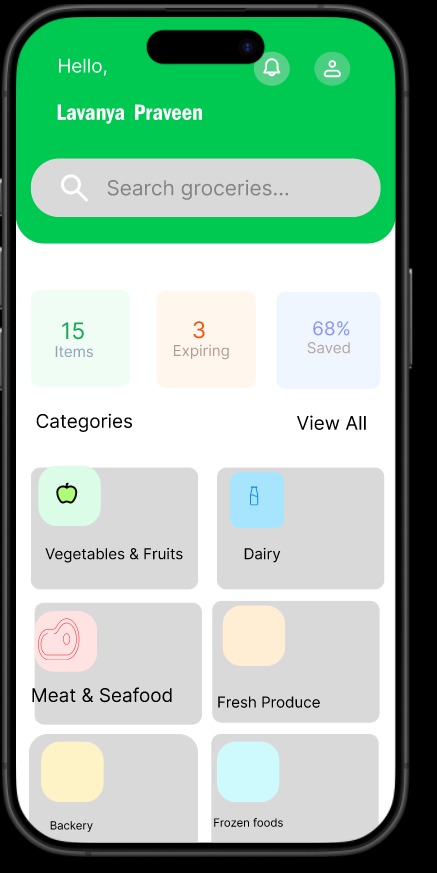 Hello,
Lavanya Praveen
Search groceries...
15
Items
3
Expiring
68%
Saved
Categories
View All
Vegetables & Fruits
Dairy
Meat & Seafood
Fresh Produce
Backery
Frozen foods